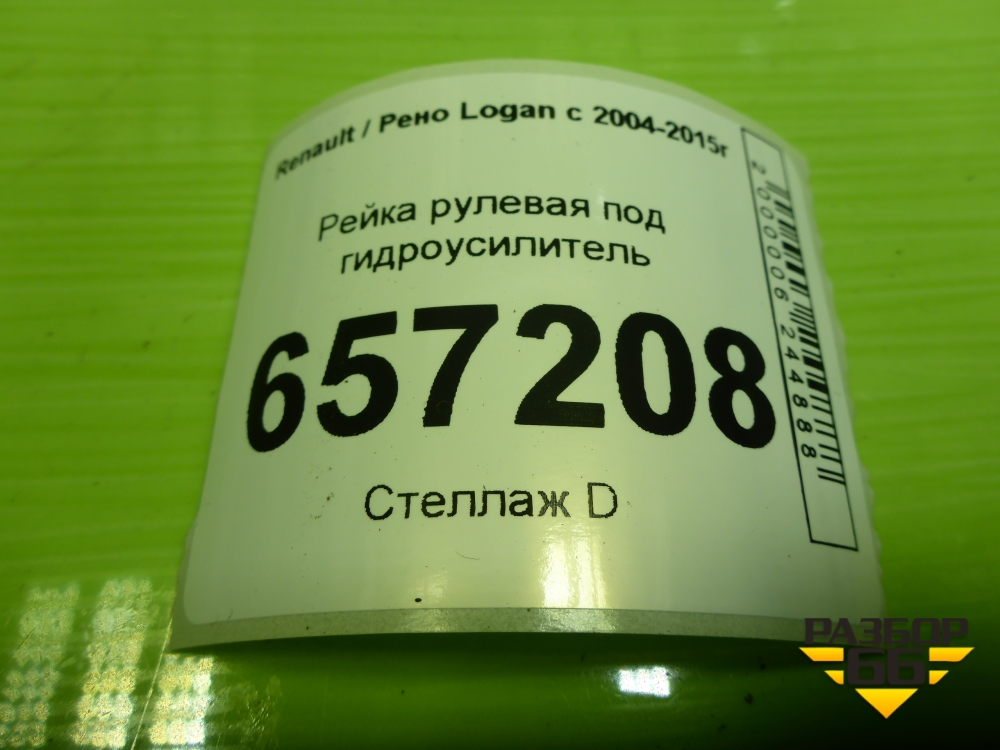 Renault / Рено Logan с 2004-2015г
Рейка рулевая под
гидроусилитель
657208
Стеллаж D
2000006244888
РАЗБОР
66